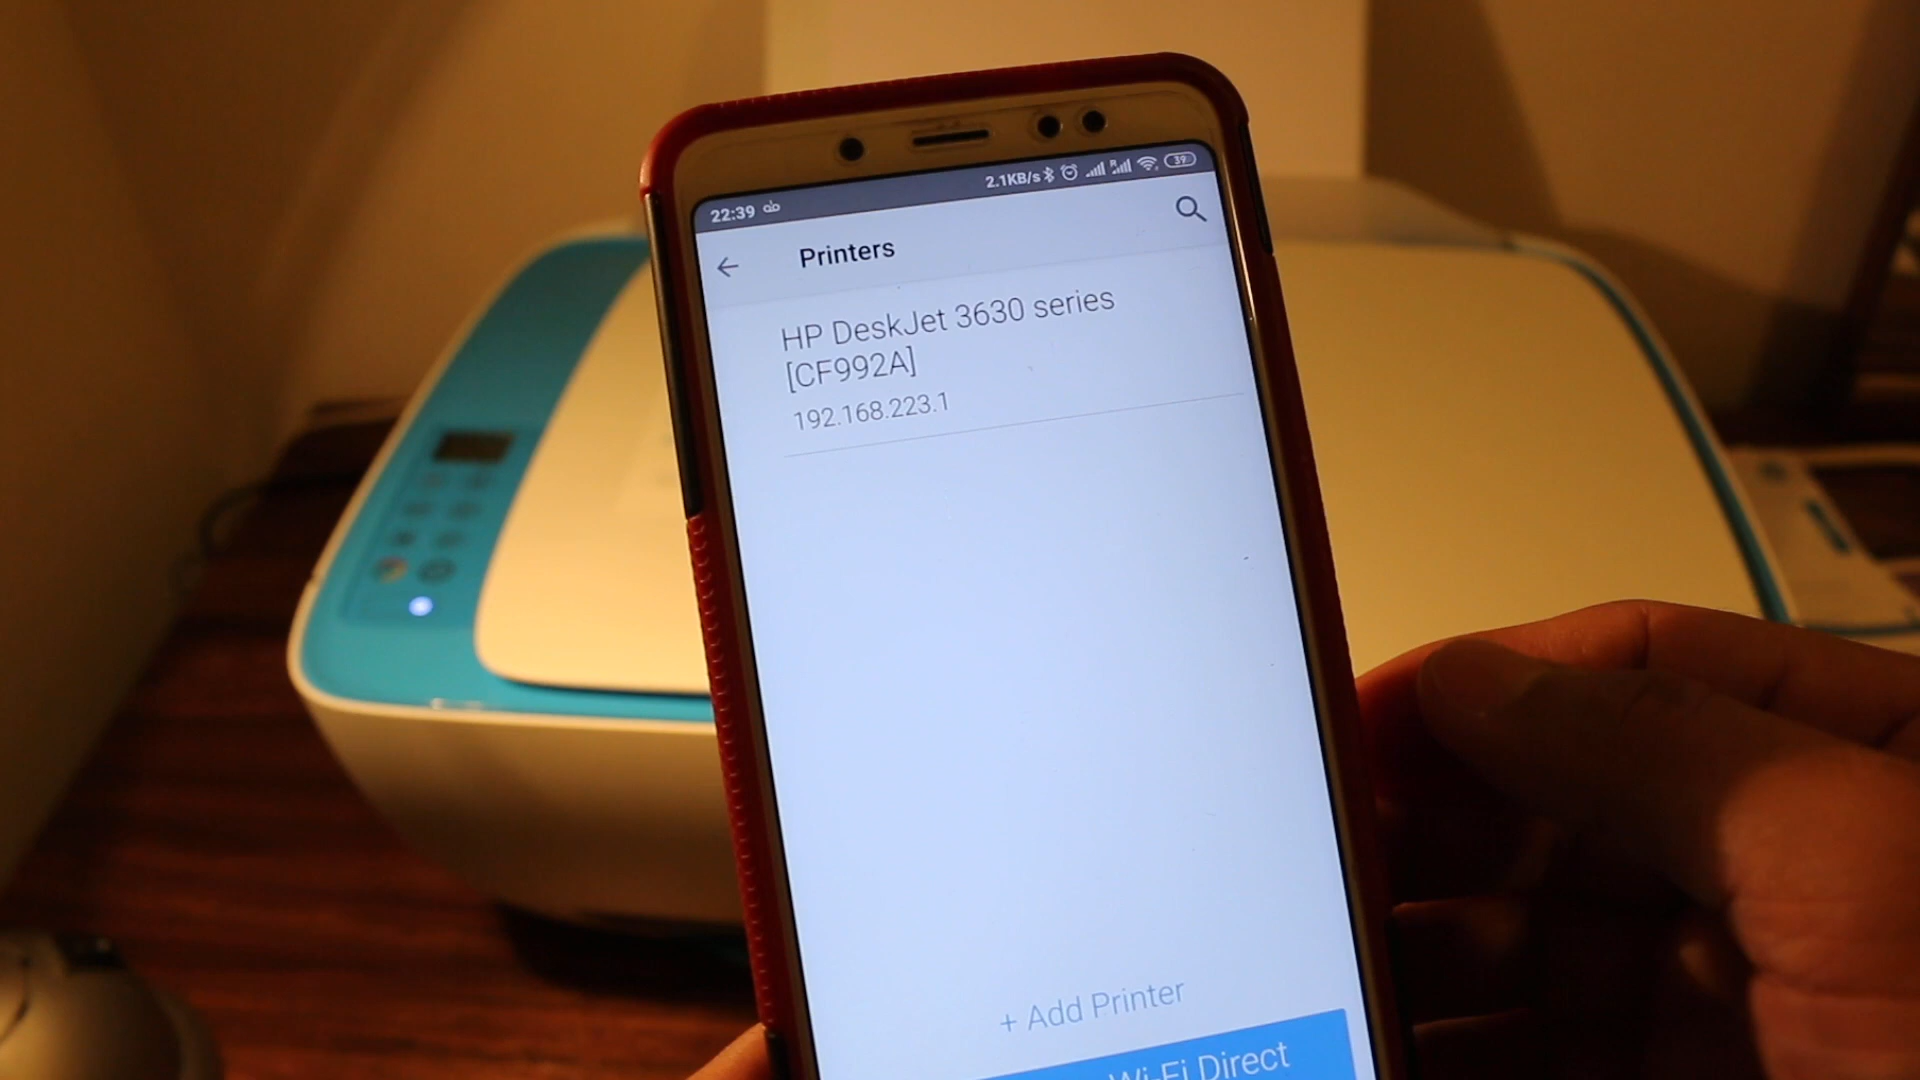 22:39 2.1KB/s R 39
Printers
HP DeskJet 3630 series
[CF992A]
192.168.223.1
+ Add Printer
Wi-Fi Direct